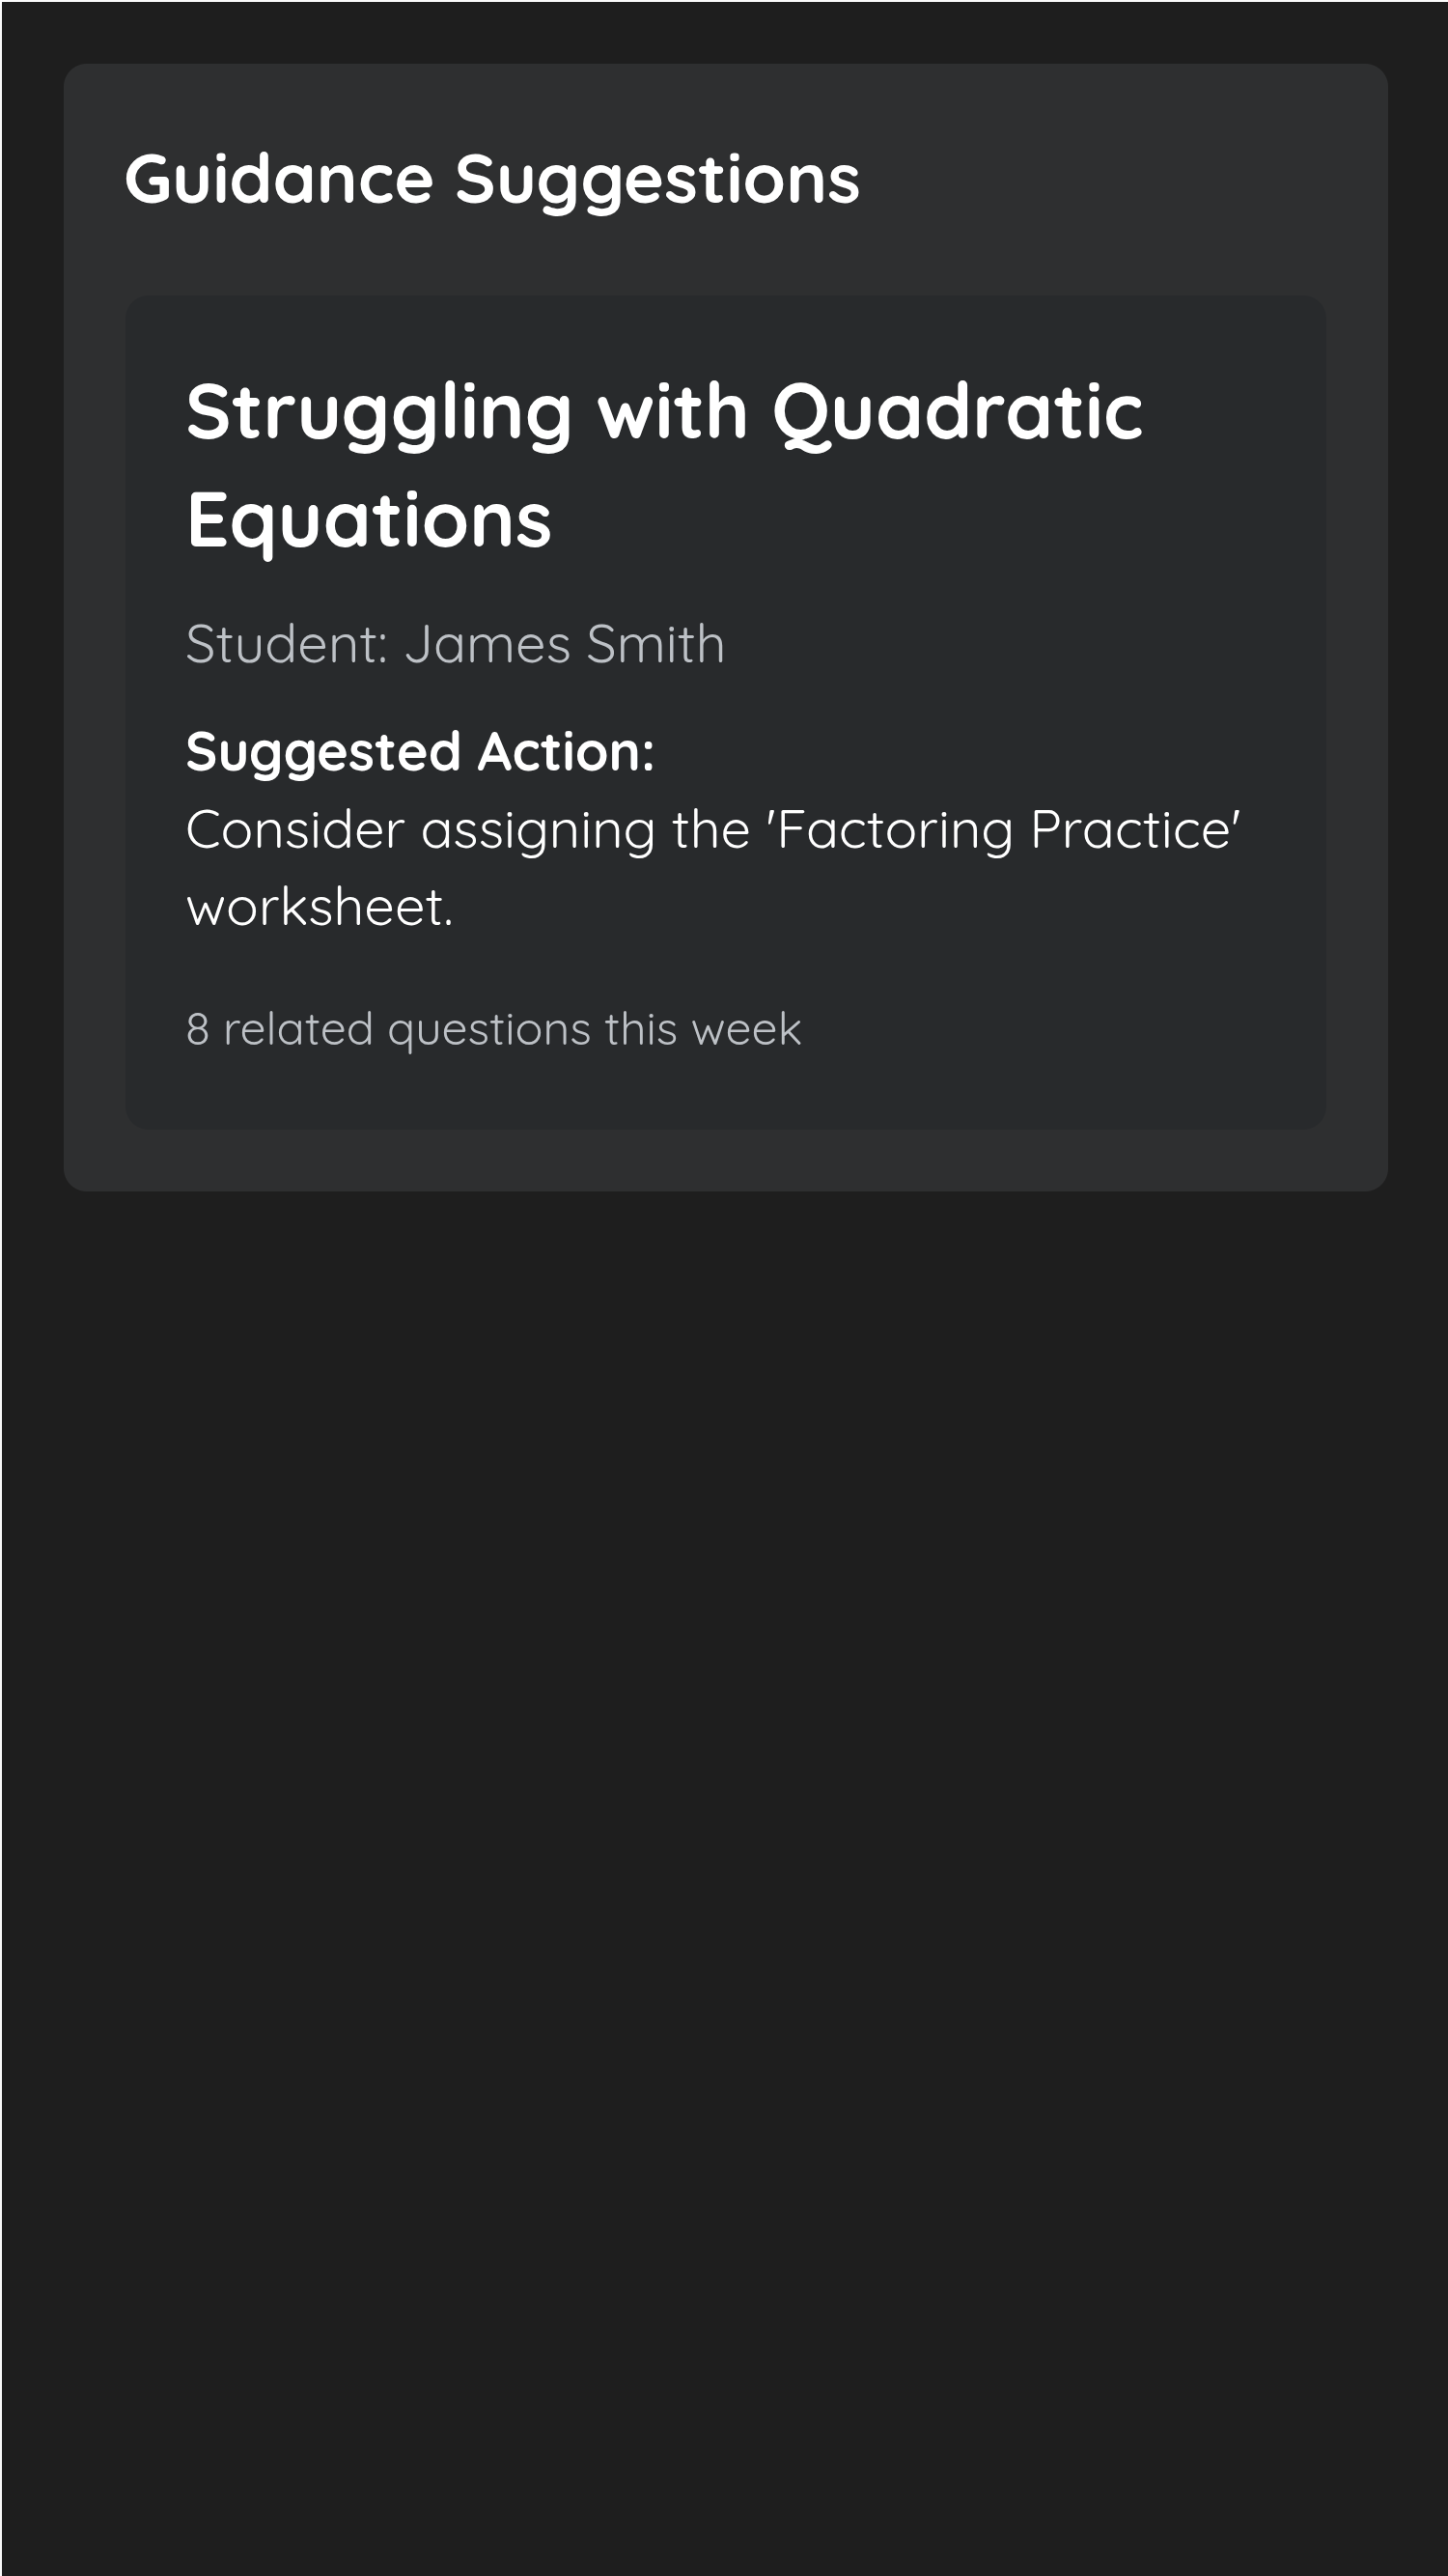 Guidance Suggestions
Struggling with Quadratic
Equations
Student: James Smith
Suggested Action:
Consider assigning the 'Factoring Practice'
worksheet.
8 related questions this week